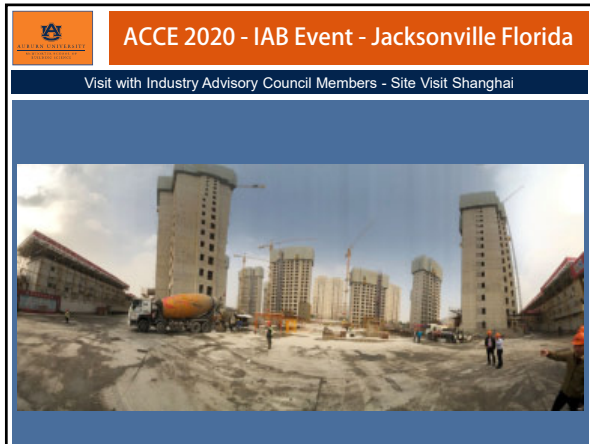 AUBURN UNIVERSITY
ACCE 2020 - IAB Event - Jacksonville Florida
Visit with Industry Advisory Council Members - Site Visit Shanghai